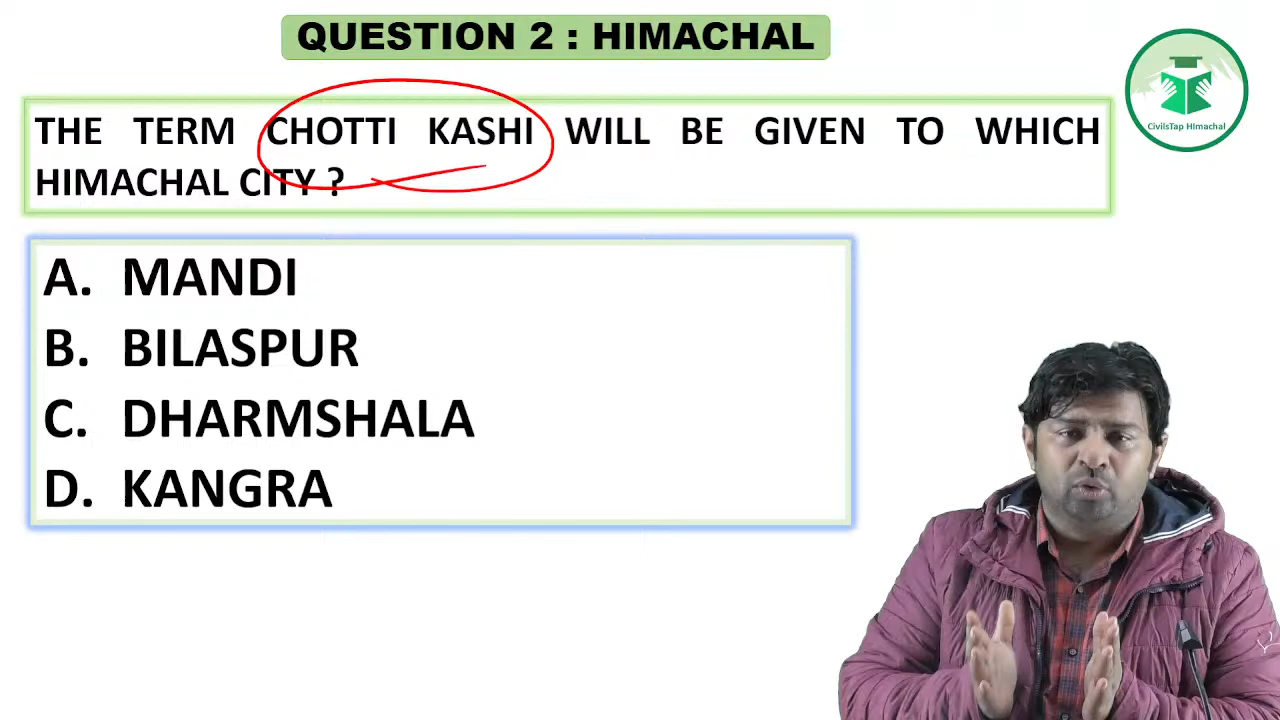 QUESTION 2 : HIMACHAL
CivilsTap Himachal
THE TERM CHOTTI KASHI WILL BE GIVEN TO WHICH
HIMACHAL CITY ?
A. MANDI
B. BILASPUR
C. DHARMSHALA
D. KANGRA